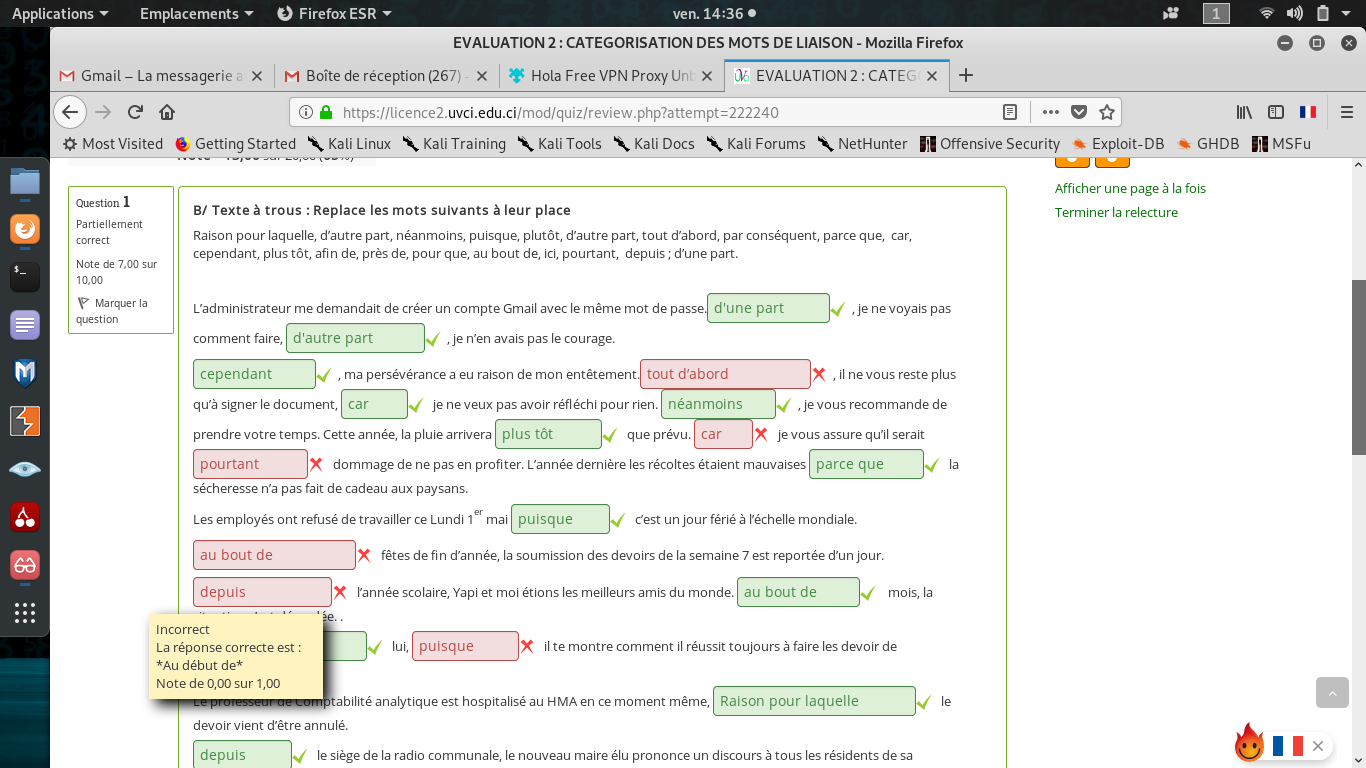 Applications Emplacements Firefox ESR ven. 14:36 1
EVALUATION 2 : CATEGORISATION DES MOTS DE LIAISON - Mozilla Firefox
Gmail – La messagerie a Boîte de réception (267) - Hola Free VPN Proxy Unb EVALUATION 2 : CATEG
https://licence2.uvci.edu.ci/mod/quiz/review.php?attempt=222240
Most Visited Getting Started Kali Linux Kali Training Kali Tools Kali Docs Kali Forums NetHunter Offensive Security Exploit-DB GHDB MSFu
Afficher une page à la fois
Terminer la relecture
Question 1
Partiellement
correct
Note de 7,00 sur
10,00
Marquer la
question
B/ Texte à trous : Replace les mots suivants à leur place
Raison pour laquelle, d’autre part, néanmoins, puisque, plutôt, d’autre part, tout d’abord, par conséquent, parce que, car,
cependant, plus tôt, afin de, près de, pour que, au bout de, ici, pourtant, depuis ; d’une part.
L’administrateur me demandait de créer un compte Gmail avec le même mot de passe. d'une part , je ne voyais pas
comment faire, d'autre part , je n’en avais pas le courage.
cependant , ma persévérance a eu raison de mon entêtement. tout d’abord , il ne vous reste plus
qu’à signer le document, car je ne veux pas avoir réfléchi pour rien. néanmoins , je vous recommande de
prendre votre temps. Cette année, la pluie arrivera plus tôt que prévu. car je vous assure qu’il serait
pourtant dommage de ne pas en profiter. L’année dernière les récoltes étaient mauvaises parce que la
sécheresse n’a pas fait de cadeau aux paysans.
Les employés ont refusé de travailler ce Lundi 1er mai puisque c’est un jour férié à l’échelle mondiale.
au bout de fêtes de fin d’année, la soumission des devoirs de la semaine 7 est reportée d’un jour.
depuis l’année scolaire, Yapi et moi étions les meilleurs amis du monde. au bout de mois, la
Incorrect
La réponse correcte est :
*Au début de*
Note de 0,00 sur 1,00
lui, puisque il te montre comment il réussit toujours à faire les devoir de
Le professeur de Comptabilité analytique est hospitalisé au HMA en ce moment même, Raison pour laquelle le
devoir vient d’être annulé.
depuis le siège de la radio communale, le nouveau maire élu prononce un discours à tous les résidents de sa